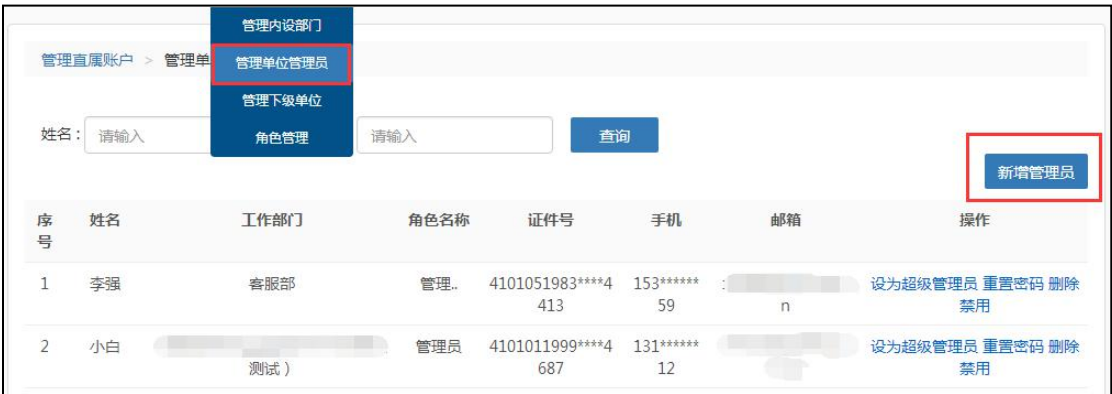 管理内设部门
管理直属账户 > 管理单
管理单位管理员
管理下级单位
姓名： 请输入
角色管理
请输入
查询
新增管理员
序号 姓名 工作部门 角色名称 证件号 手机 邮箱 操作
1 李强 客服部 管理.. 4101051983****4 153****** 设为超级管理员 重置密码 删除
413 59 n 禁用
2 小白 管理员 4101011999****4 131****** 设为超级管理员 重置密码 删除
测试） 687 12 禁用